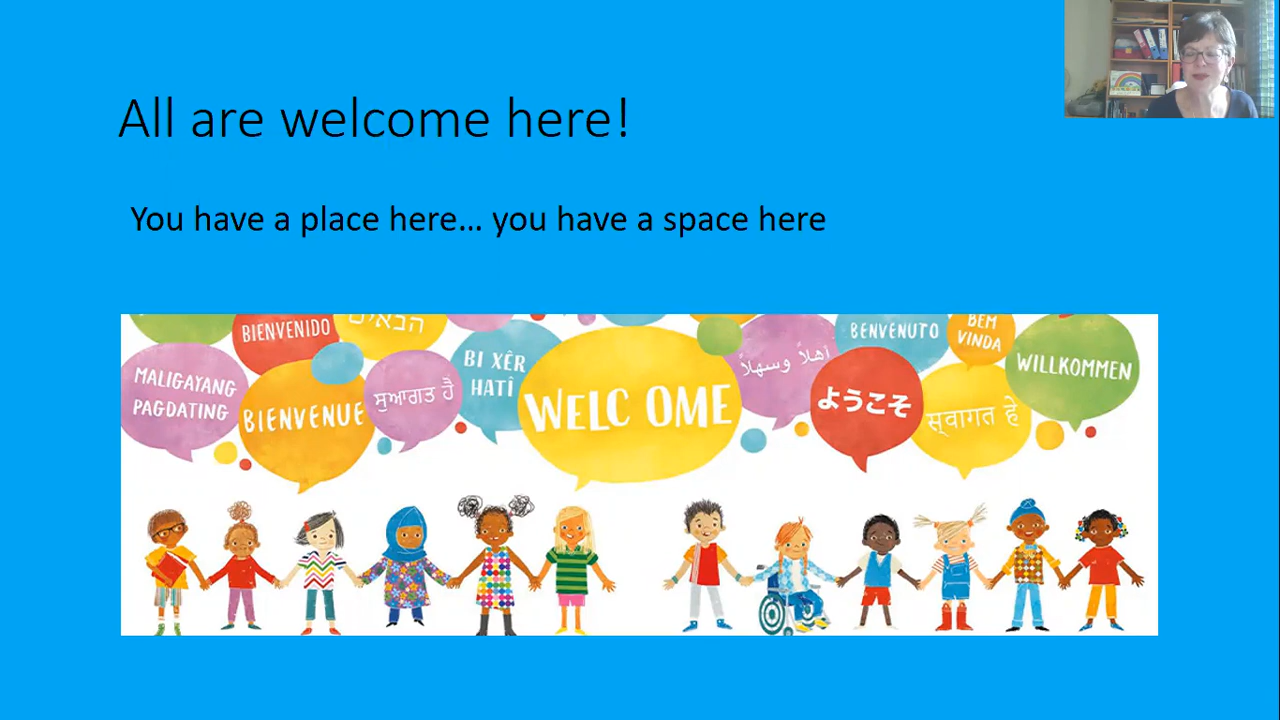 All are welcome here!
You have a place here... you have a space here
BIENVENIDO
הבאים
BENVENUTO
BEM
VINDA
MALIGAYANG
PAGDATING
BIENVENUE
ਸੁਆਗਤ ਹੈ
BI XÊR
HATÎ
WELC OME
أهلاً وسهلاً
ようこそ
स्वागत हे
WILLKOMMEN